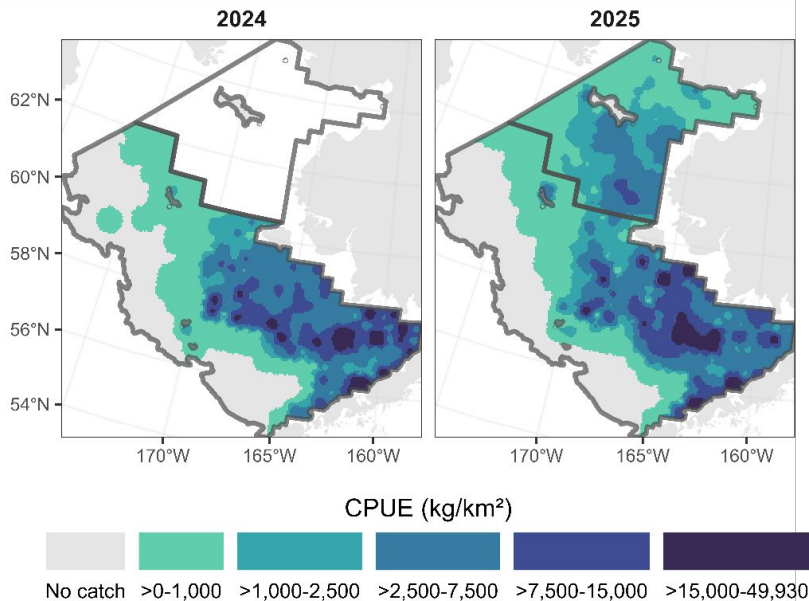 2024 2025
62°N
60°N
58°N
56°N
54°N
170°W 165°W 160°W 170°W 165°W 160°W
CPUE (kg/km²)
No catch >0-1,000 >1,000-2,500 >2,500-7,500 >7,500-15,000 >15,000-49,930